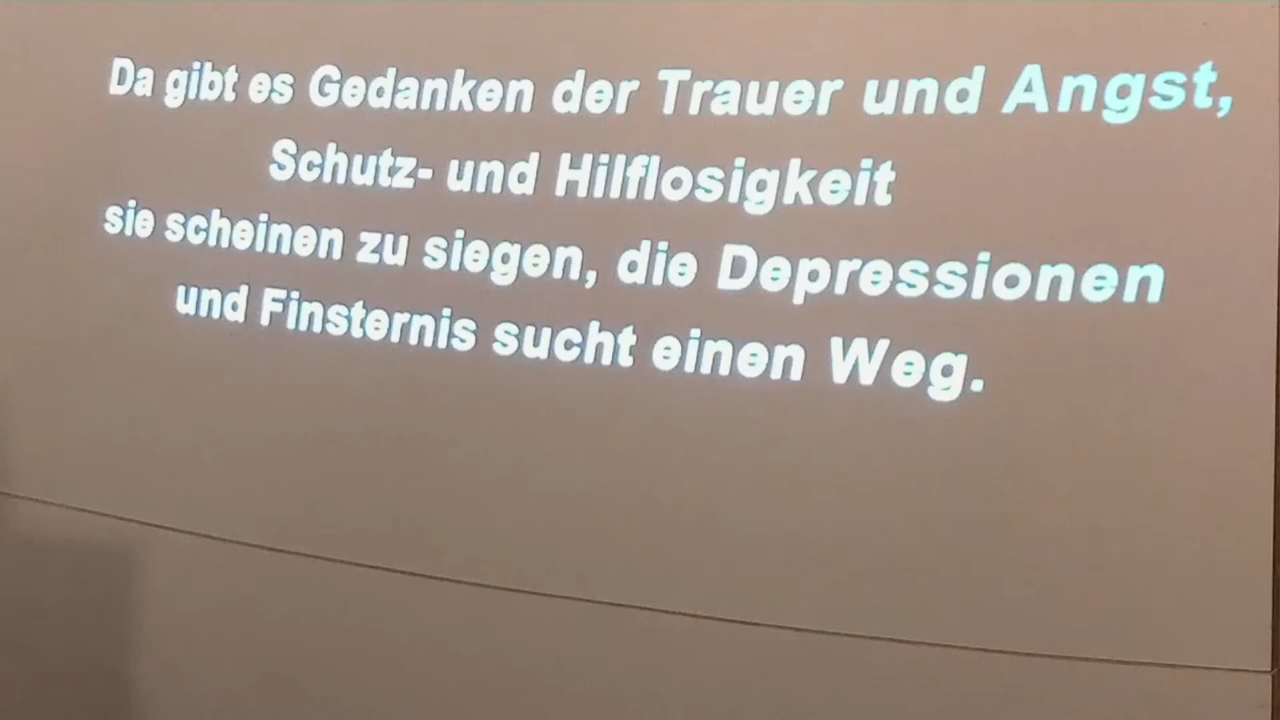 Da gibt es Gedanken der Trauer und Angst,
Schutz- und Hilflosigkeit
sie scheinen zu siegen, die Depressionen
und Finsternis sucht einen Weg.